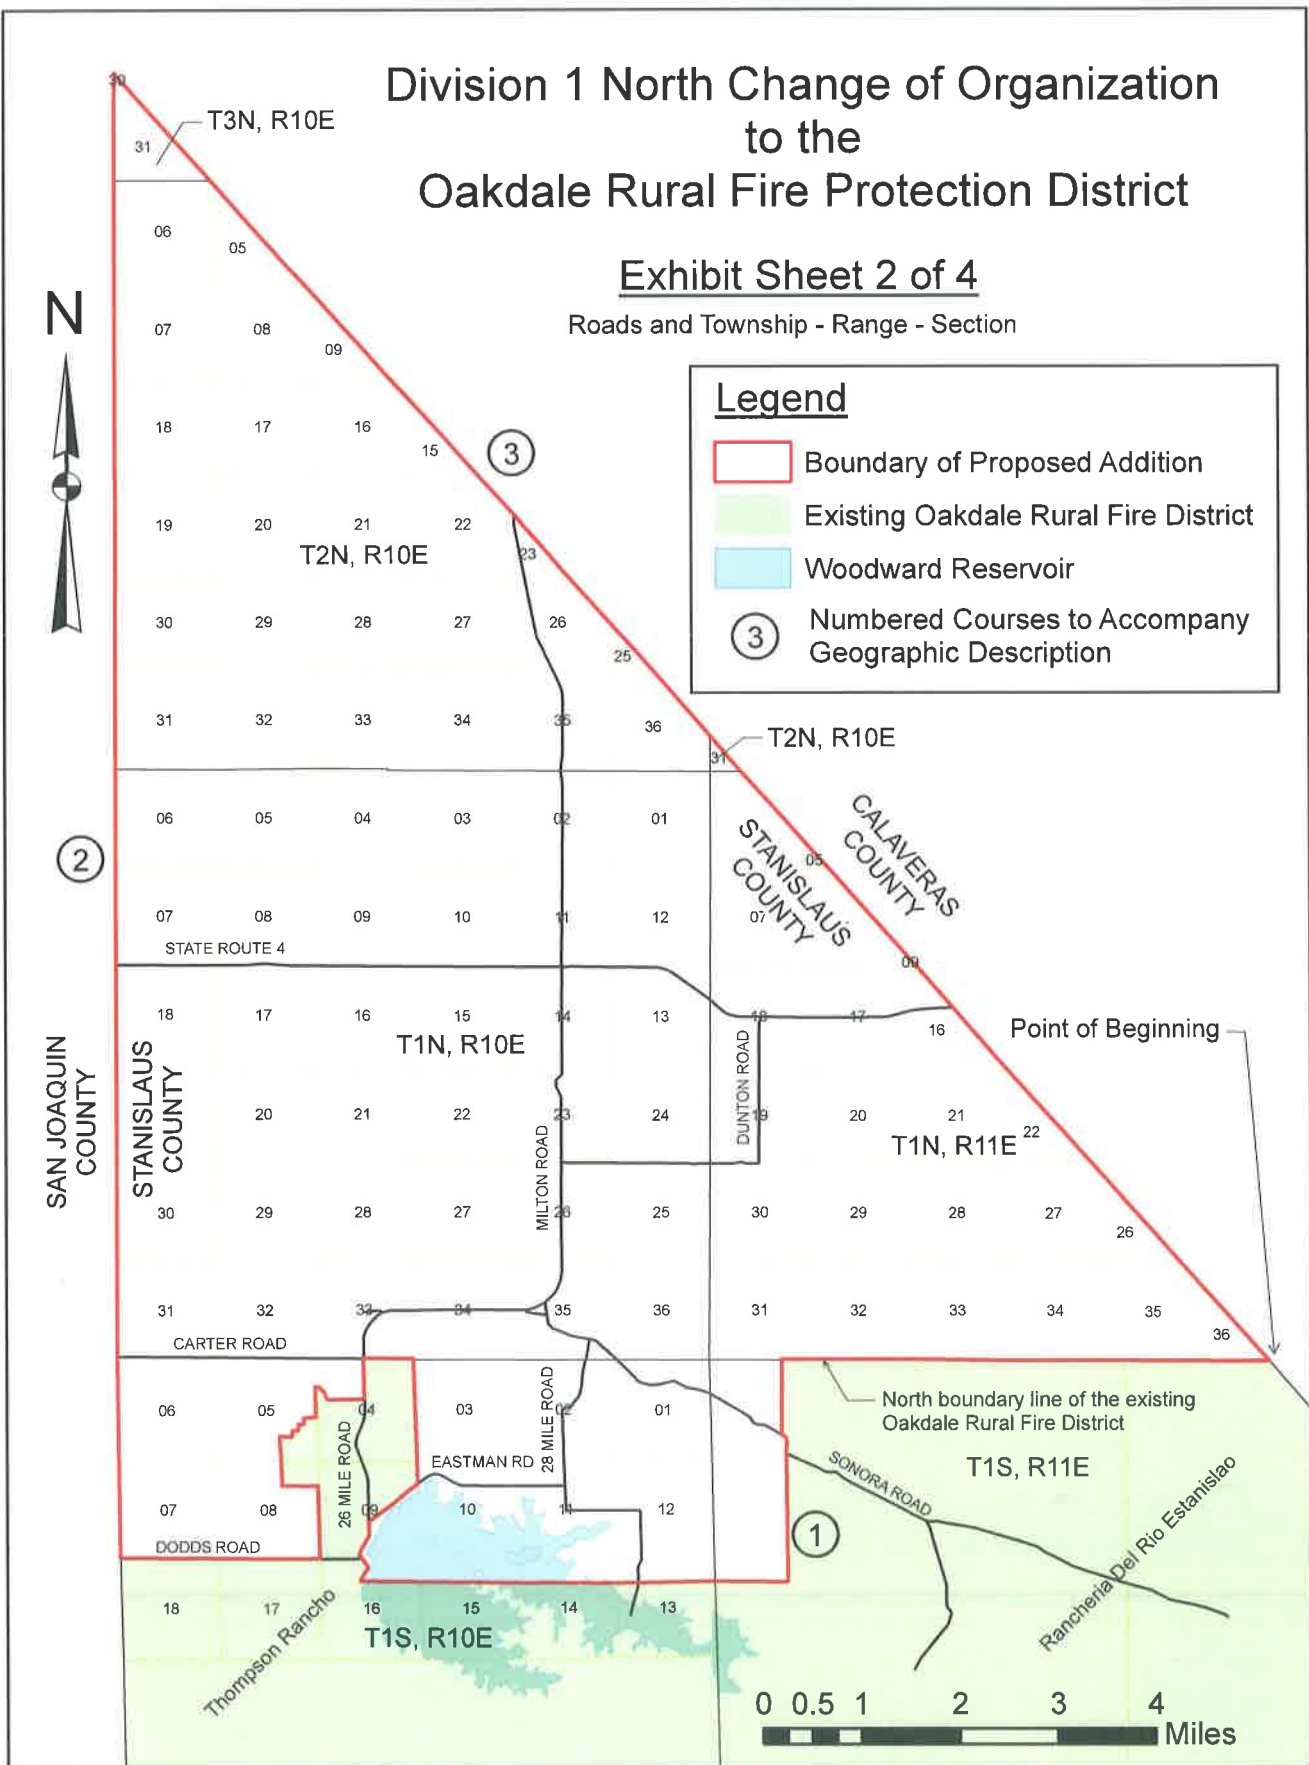 Division 1 North Change of Organization
to the
Oakdale Rural Fire Protection District
Exhibit Sheet 2 of 4
Roads and Township - Range - Section
N
Legend
Boundary of Proposed Addition
Existing Oakdale Rural Fire District
Woodward Reservoir
3
Numbered Courses to Accompany
Geographic Description
30
T3N, R10E
31
06
05
07
08
09
18
17
16
15
3
19
20
21
22
23
T2N, R10E
30
29
28
27
26
25
31
32
33
34
35
36
31
T2N, R10E
06
05
04
03
02
01
05
2
STANISLAUS
COUNTY
CALAVERAS
COUNTY
07
08
09
10
11
12
07
09
STATE ROUTE 4
18
17
16
15
14
13
18
17
16
T1N, R10E
Point of Beginning
SAN JOAQUIN
COUNTY
STANISLAUS
COUNTY
DUNTON ROAD
20
21
22
23
24
19
20
21
22
T1N, R11E
MILTON ROAD
30
29
28
27
26
25
30
29
28
27
26
31
32
33
34
35
36
31
32
33
34
35
36
CARTER ROAD
North boundary line of the existing
Oakdale Rural Fire District
06
05
04
03
02
01
26 MILE ROAD
28 MILE ROAD
EASTMAN RD
SONORA ROAD
T1S, R11E
07
08
09
10
11
12
1
DODDS ROAD
Rancheria Del Rio Estanislao
18
17
16
15
14
13
T1S, R10E
Thompson Rancho
0 0.5 1 2 3 4
Miles